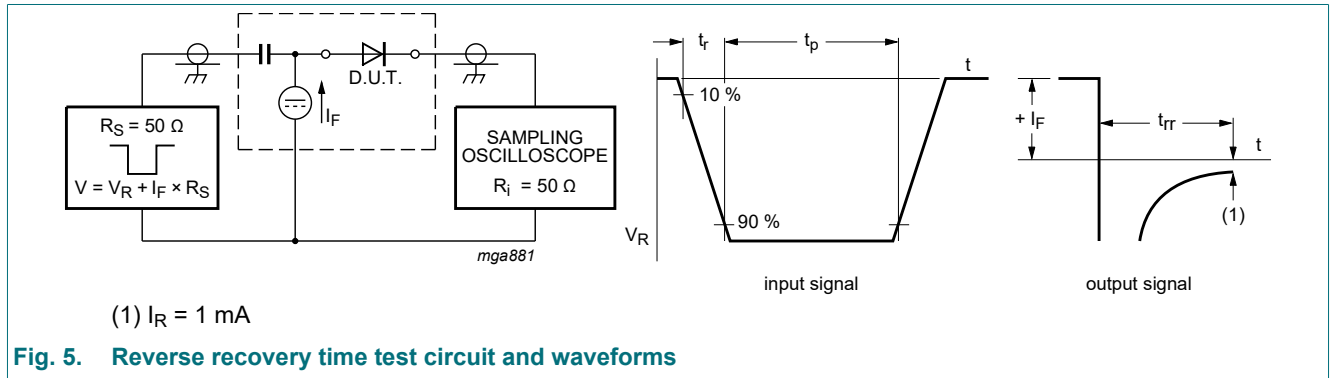 D.U.T.
I_F
R_S = 50 Ω
V = V_R + I_F × R_S
SAMPLING
OSCILLOSCOPE
R_i = 50 Ω
mga881
t_r
t_p
t
10 %
90 %
V_R
input signal
+ I_F
t_rr
t
(1)
output signal
(1) I_R = 1 mA
Fig. 5. Reverse recovery time test circuit and waveforms